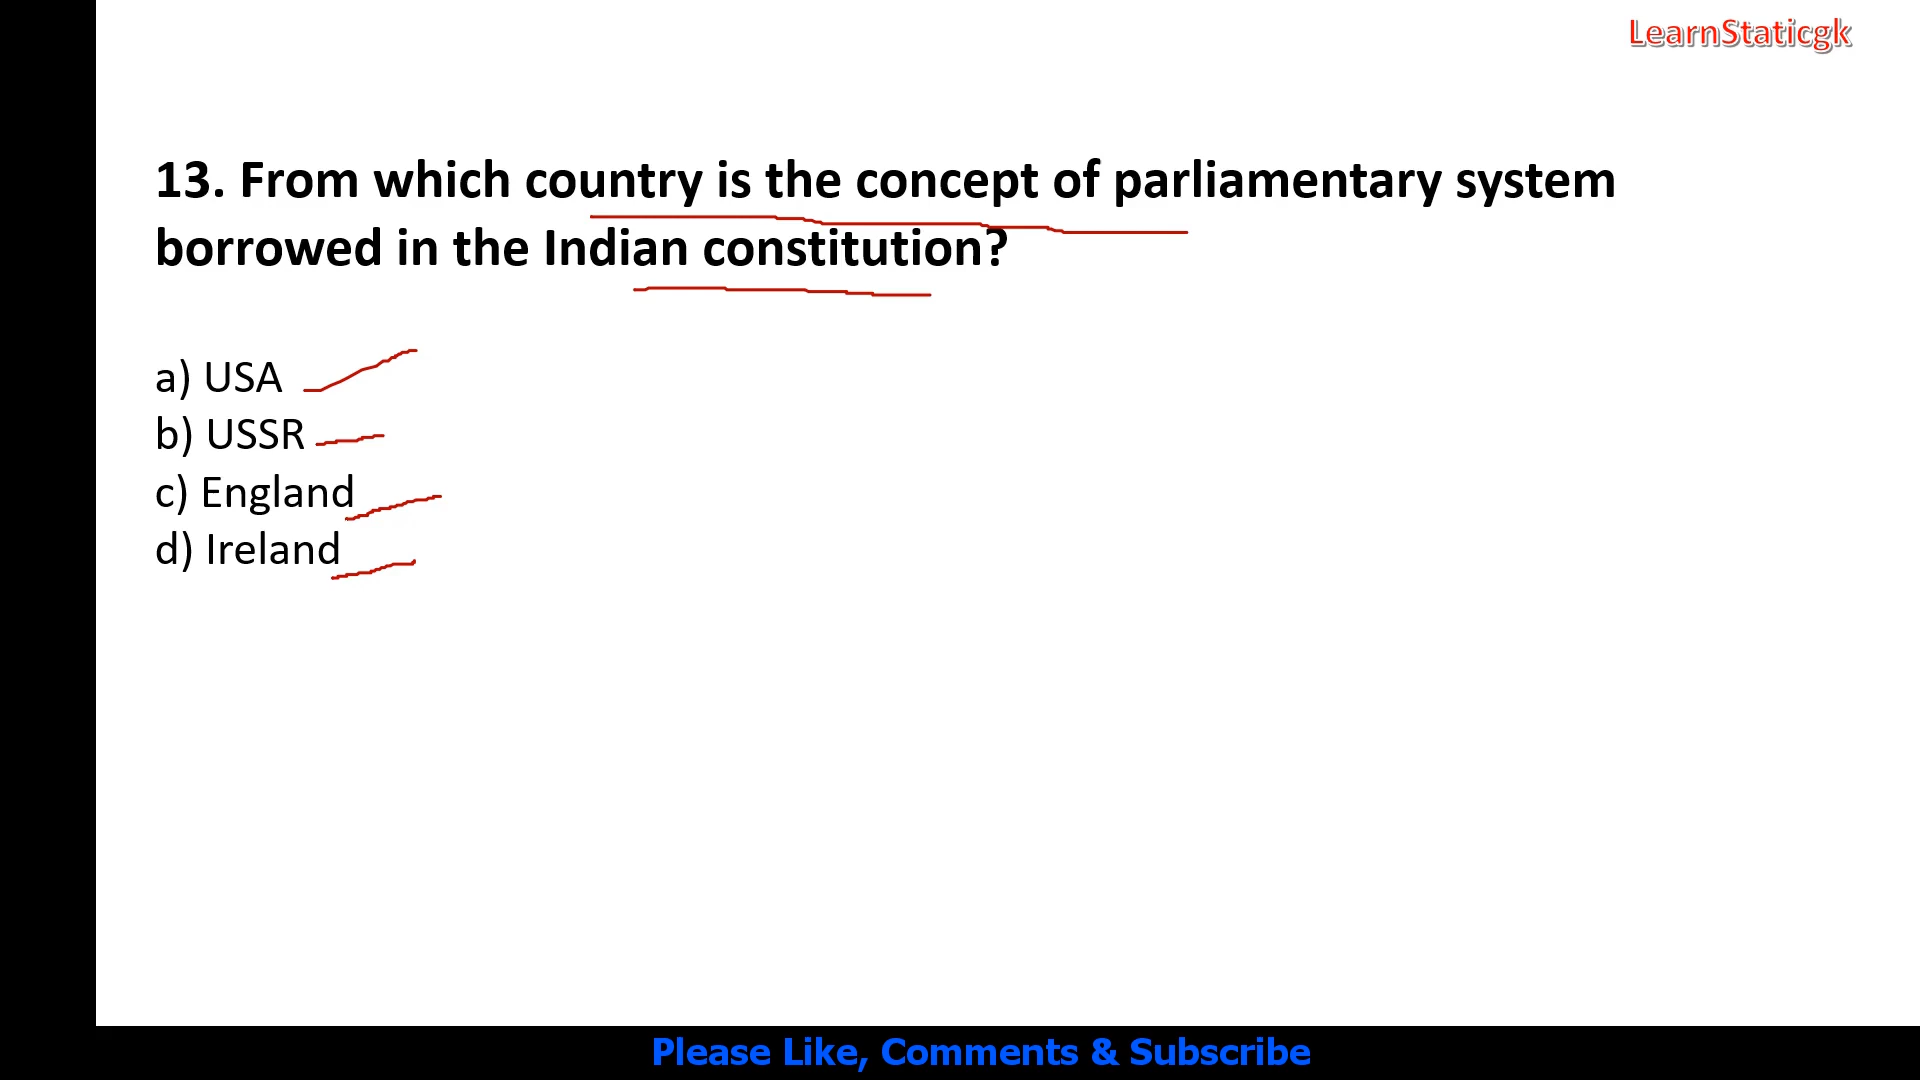 LearnStaticgk
13. From which country is the concept of parliamentary system
borrowed in the Indian constitution?
a) USA
b) USSR
c) England
d) Ireland
Please Like, Comments & Subscribe